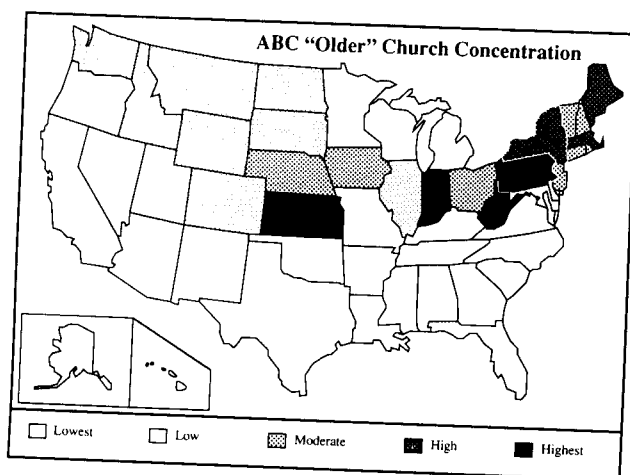 ABC “Older” Church Concentration
Lowest
Low
Moderate
High
Highest